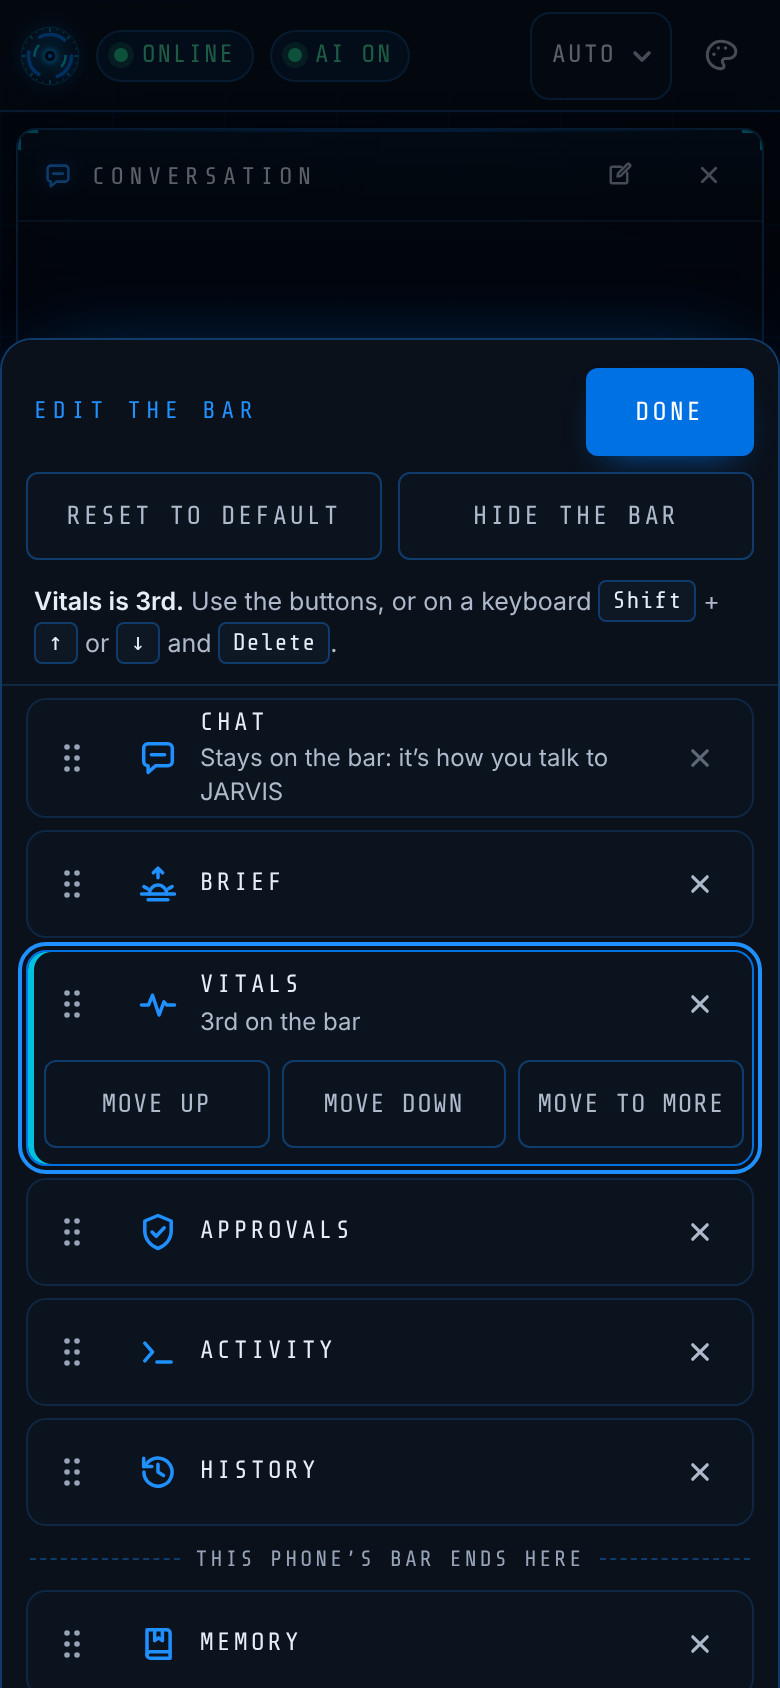 ONLINE
AI ON
AUTO
CONVERSATION
EDIT THE BAR
DONE
RESET TO DEFAULT
HIDE THE BAR
Vitals is 3rd. Use the buttons, or on a keyboard Shift +
↑ or ↓ and Delete.
CHAT
Stays on the bar: it’s how you talk to
JARVIS
BRIEF
VITALS
3rd on the bar
MOVE UP
MOVE DOWN
MOVE TO MORE
APPROVALS
ACTIVITY
HISTORY
THIS PHONE’S BAR ENDS HERE
MEMORY